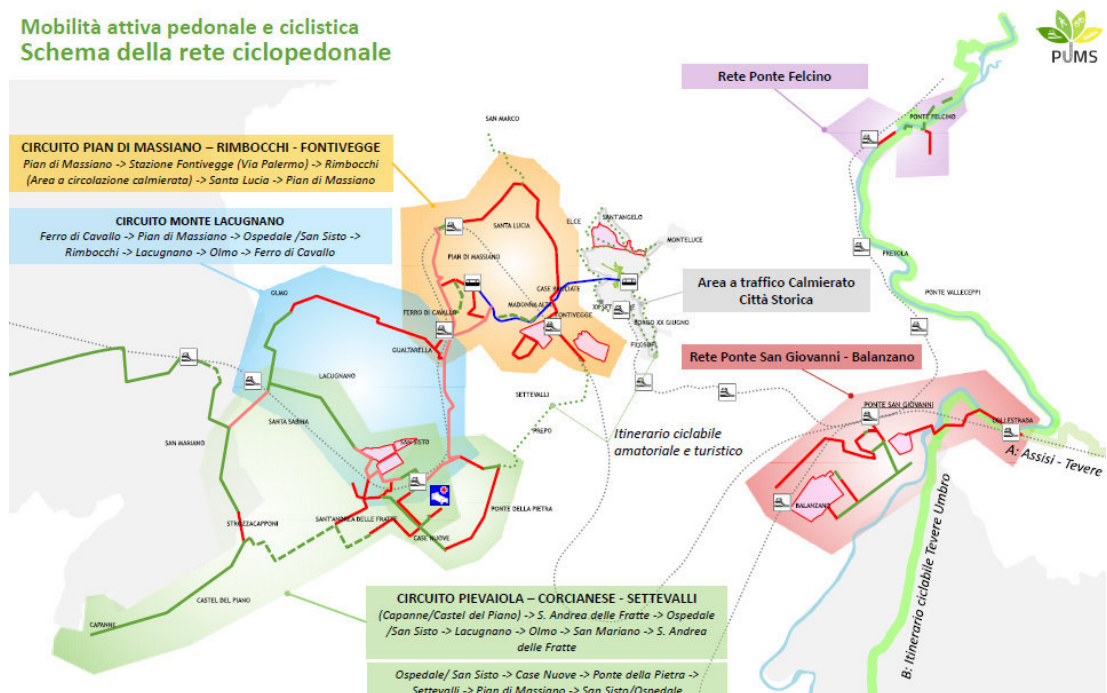 Mobilità attiva pedonale e ciclistica
Schema della rete ciclopedonale
PUMS
Rete Ponte Felcino
PONTE FELCINO
SAN MARCO
CIRCUITO PIAN DI MASSIANO – RIMBOCCHI - FONTIVEGGE
Pian di Massiano -> Stazione Fontivegge (Via Palermo) -> Rimbocchi
(Area a circolazione calmierata) -> Santa Lucia -> Pian di Massiano
CIRCUITO MONTE LACUGNANO
Ferro di Cavallo -> Pian di Massiano -> Ospedale /San Sisto ->
Rimbocchi -> Lacugnano -> Olmo -> Ferro di Cavallo
SANTA LUCIA
ELCE
SANT'ANGELO
MONTELUCE
PIAN DI MASSIANO
PRETOLA
Area a traffico Calmierato
Città Storica
PONTE VALLECEPPI
OLMO
FERRO DI CAVALLO
MADONNA ALTA
FONTIVEGGE
BORGO XX GIUGNO
GUALTARELLA
Rete Ponte San Giovanni - Balanzano
LACUGNANO
SETTEVALLI
PONTE SAN GIOVANNI
COLLESTRADA
SANTA SABINA
PREPO
SAN MARIANO
SAN SISTO
Itinerario ciclabile
amatoriale e turistico
A: Assisi - Tevere
PONTE DELLA PIETRA
BALANZANO
STROZZACAPPONI
SANT'ANDREA DELLE FRATTE
CASE NUOVE
B: Itinerario ciclabile Tevere Umbro
CASTEL DEL PIANO
CAPANNE
CIRCUITO PIEVAIOLA – CORCIANESE - SETTEVALLI
(Capanne/Castel del Piano) -> S. Andrea delle Fratte -> Ospedale
/San Sisto -> Lacugnano -> Olmo -> San Mariano -> S. Andrea
delle Fratte
Ospedale/ San Sisto -> Case Nuove -> Ponte della Pietra ->
Settevalli -> Pian di Massiano -> San Sisto/Ospedale